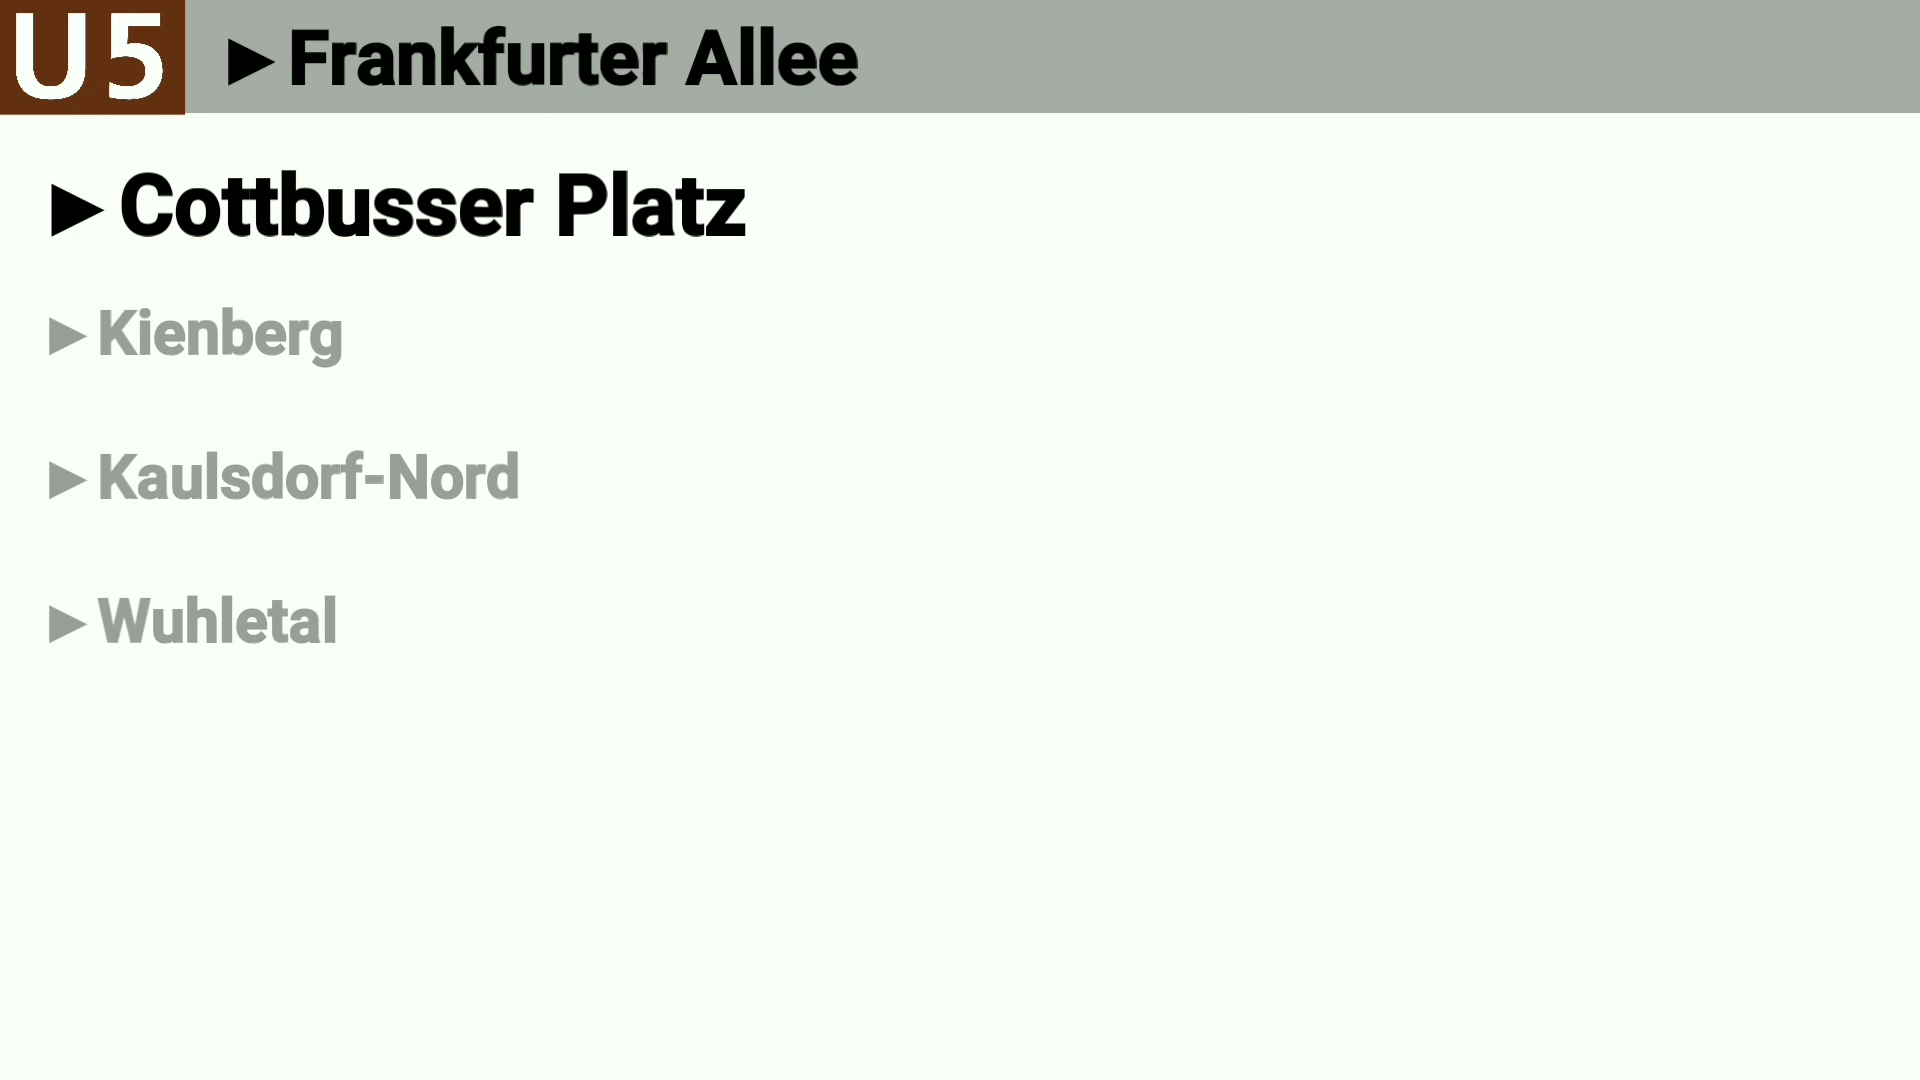 U5 ►Frankfurter Allee
►Cottbusser Platz
►Kienberg
►Kaulsdorf-Nord
►Wuhletal